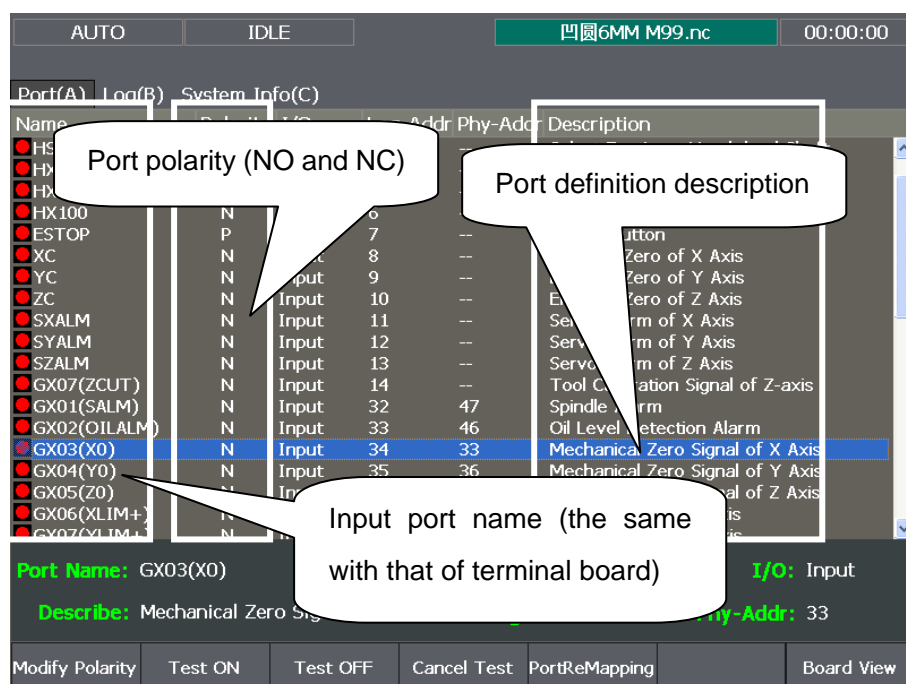 AUTO IDLE 凹圆6MM M99.nc 00:00:00
Port(A) Log(B) System Info(C)
Name Addr Phy-Addr Description
Port polarity (NO and NC)
Port definition description
HX100 N 6
ESTOP P 7 --
XC N 8 -- Zero of X Axis
YC N Input 9 -- Zero of Y Axis
ZC N Input 10 -- Zero of Z Axis
SXALM N Input 11 -- of X Axis
SYALM N Input 12 -- of Y Axis
SZALM N Input 13 -- of Z Axis
GX07(ZCUT) N Input 14 -- Tool Signal of Z-axis
GX01(SALM) N Input 32 47 Spindle
GX02(OILALM) N Input 33 46 Oil Level Detection Alarm
GX03(X0) N Input 34 33 Mechanical Zero Signal of X Axis
GX04(Y0) N Input 35 36 Mechanical Zero Signal of Y Axis
GX05(Z0) N of Z Axis
GX06(XLIM+)
Input port name (the same
with that of terminal board)
Port Name: GX03(X0) I/O: Input
Describe: Mechanical Zero Phy-Addr: 33
Modify Polarity Test ON Test OFF Cancel Test PortReMapping Board View